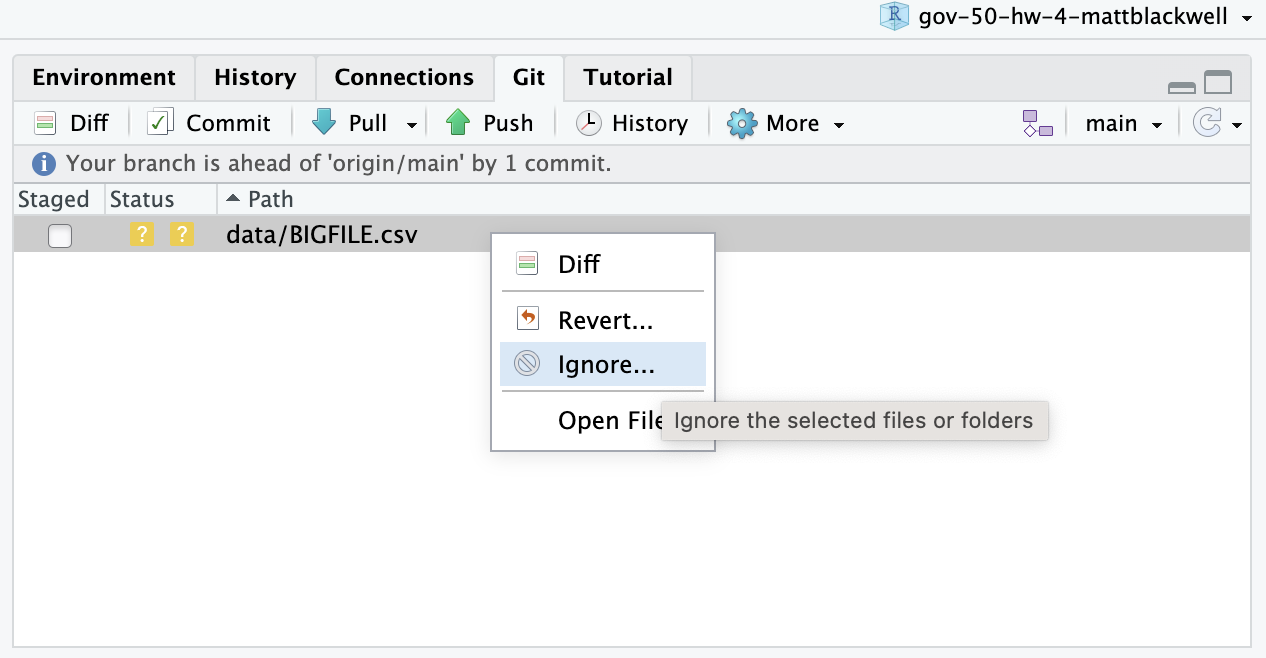 gov-50-hw-4-mattblackwell
Environment History Connections Git Tutorial
Diff Commit Pull Push History More main
Your branch is ahead of 'origin/main' by 1 commit.
Staged Status Path
? ? data/BIGFILE.csv
Diff
Revert...
Ignore...
Open File
Ignore the selected files or folders